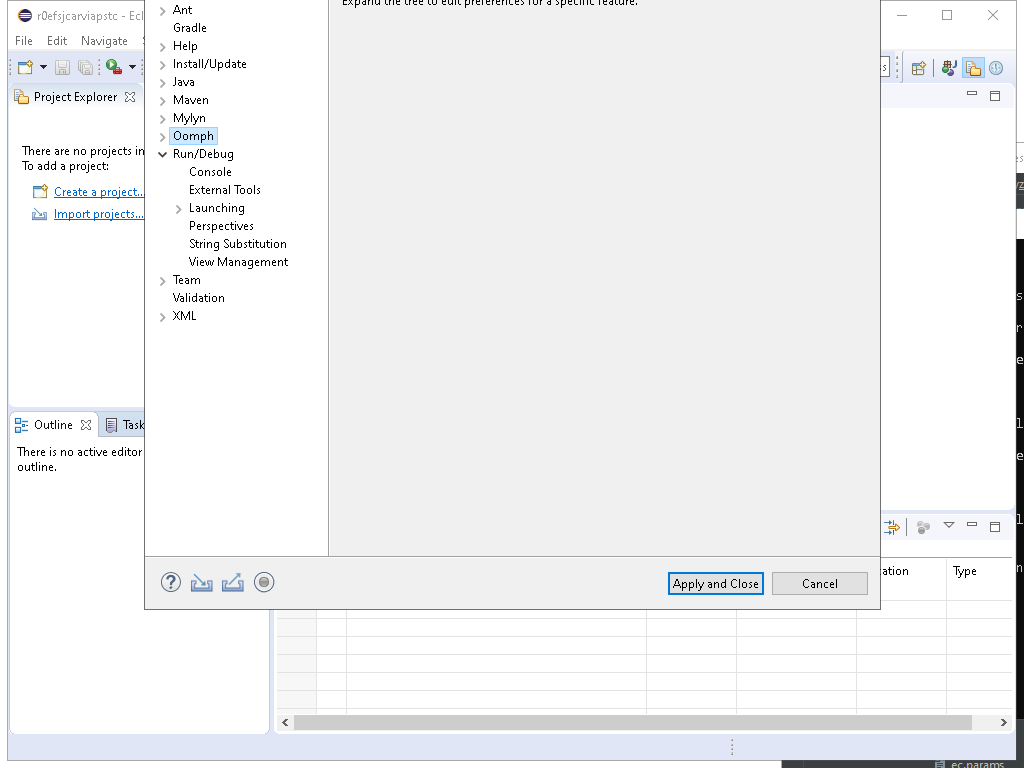 r0efsjcarviapstc - Ecl
File Edit Navigate
Project Explorer
There are no projects in
To add a project:
Create a project...
Import projects...
Outline
Task
There is no active editor
outline.
Expand the tree to edit preferences for a specific feature.
Ant
Gradle
Help
Install/Update
Java
Maven
Mylyn
Oomph
Run/Debug
Console
External Tools
Launching
Perspectives
String Substitution
View Management
Team
Validation
XML
Apply and Close
Cancel
ation
Type
ec.params